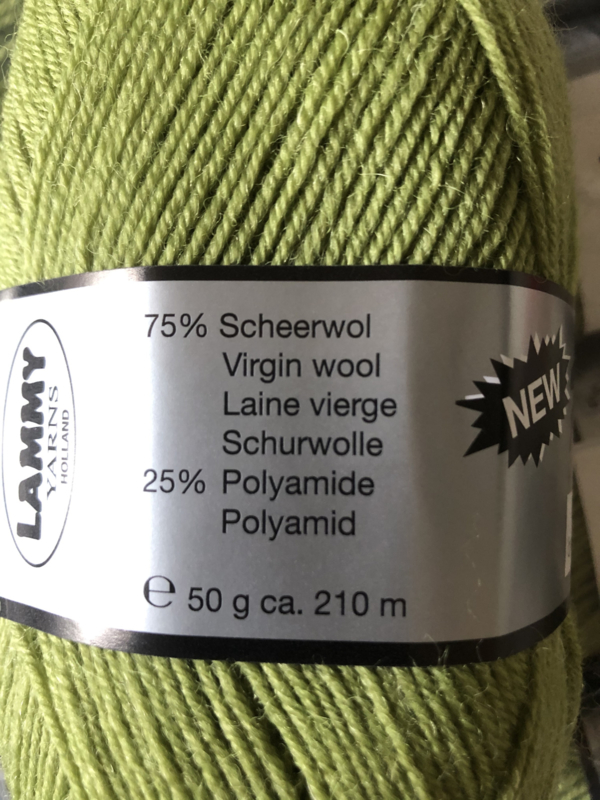 LAMMY
YARNS
HOLLAND
75% Scheerwol
Virgin wool
Laine vierge
Schurwolle
25% Polyamide
Polyamid
℮ 50 g ca. 210 m
NEW